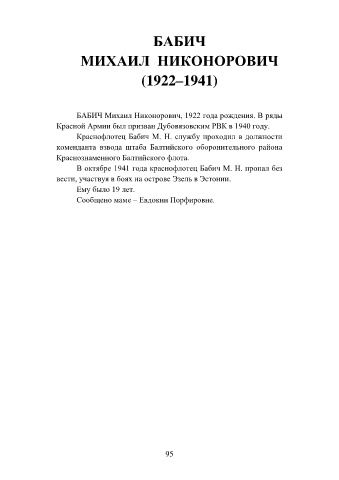 БАБИЧ
МИХАИЛ НИКОНОРОВИЧ
(1922–1941)
БАБИЧ Михаил Никонорович, 1922 года рождения. В ряды
Красной Армии был призван Дубовязовским РВК в 1940 году.
Краснофлотец Бабич М. Н. службу проходил в должности
коменданта взвода штаба Балтийского оборонительного района
Краснознаменного Балтийского флота.
В октябре 1941 года краснофлотец Бабич М. Н. пропал без
вести, участвуя в боях на острове Эзель в Эстонии.
Ему было 19 лет.
Сообщено маме – Евдокии Порфировне.
95